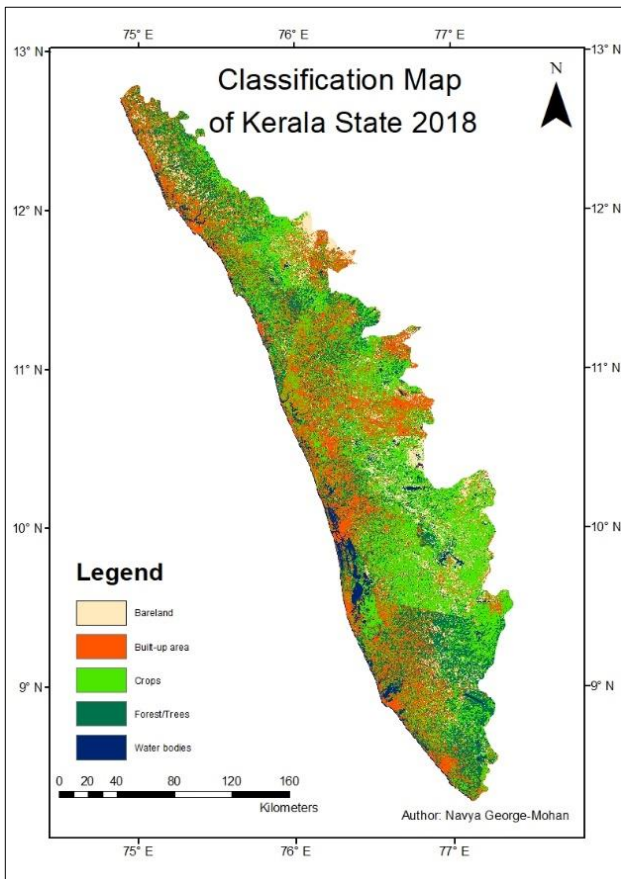 75° E 76° E 77° E
13° N 13° N
Classification Map
of Kerala State 2018
N
12° N 12° N
11° N 11° N
10° N 10° N
Legend
Bareland
Built-up area
Crops
Forest/Trees
Water bodies
9° N 9° N
0 10 20 40 80 120 160
Kilometers
Author: Navya George-Mohan
75° E 76° E 77° E